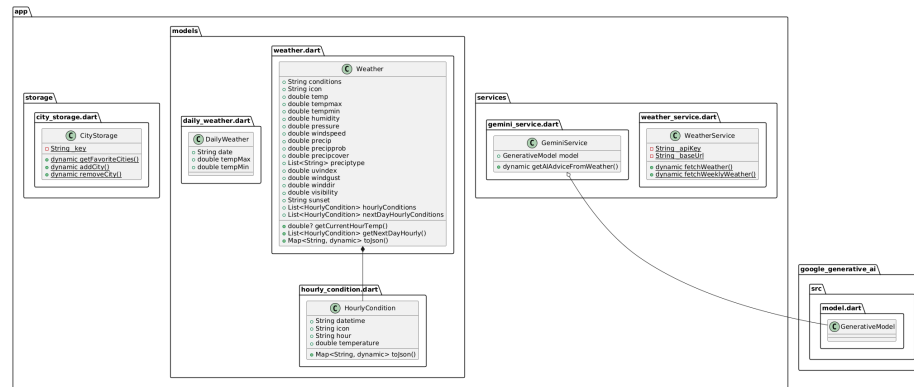 app
models
weather.dart
C Weather
String conditions
String icon
double temp
double tempmax
double tempmin
double humidity
double pressure
double windspeed
double precip
double precipprob
double precipcover
List<String> preciptype
double uvindex
double windgust
double winddir
double visibility
String sunset
List<HourlyCondition> hourlyConditions
List<HourlyCondition> nextDayHourlyConditions
double? getCurrentHourTemp()
List<HourlyCondition> getNextDayHourly()
Map<String, dynamic> toJson()
daily_weather.dart
C DailyWeather
String date
double tempMax
double tempMin
hourly_condition.dart
C HourlyCondition
String datetime
String icon
String hour
double temperature
Map<String, dynamic> toJson()
storage
city_storage.dart
C CityStorage
String _key
dynamic getFavoriteCities()
dynamic addCity()
dynamic removeCity()
services
gemini_service.dart
C GeminiService
GenerativeModel model
dynamic getAIAdviceFromWeather()
weather_service.dart
C WeatherService
String _apiKey
String _baseUrl
dynamic fetchWeather()
dynamic fetchWeeklyWeather()
google_generative_ai
src
model.dart
C GenerativeModel